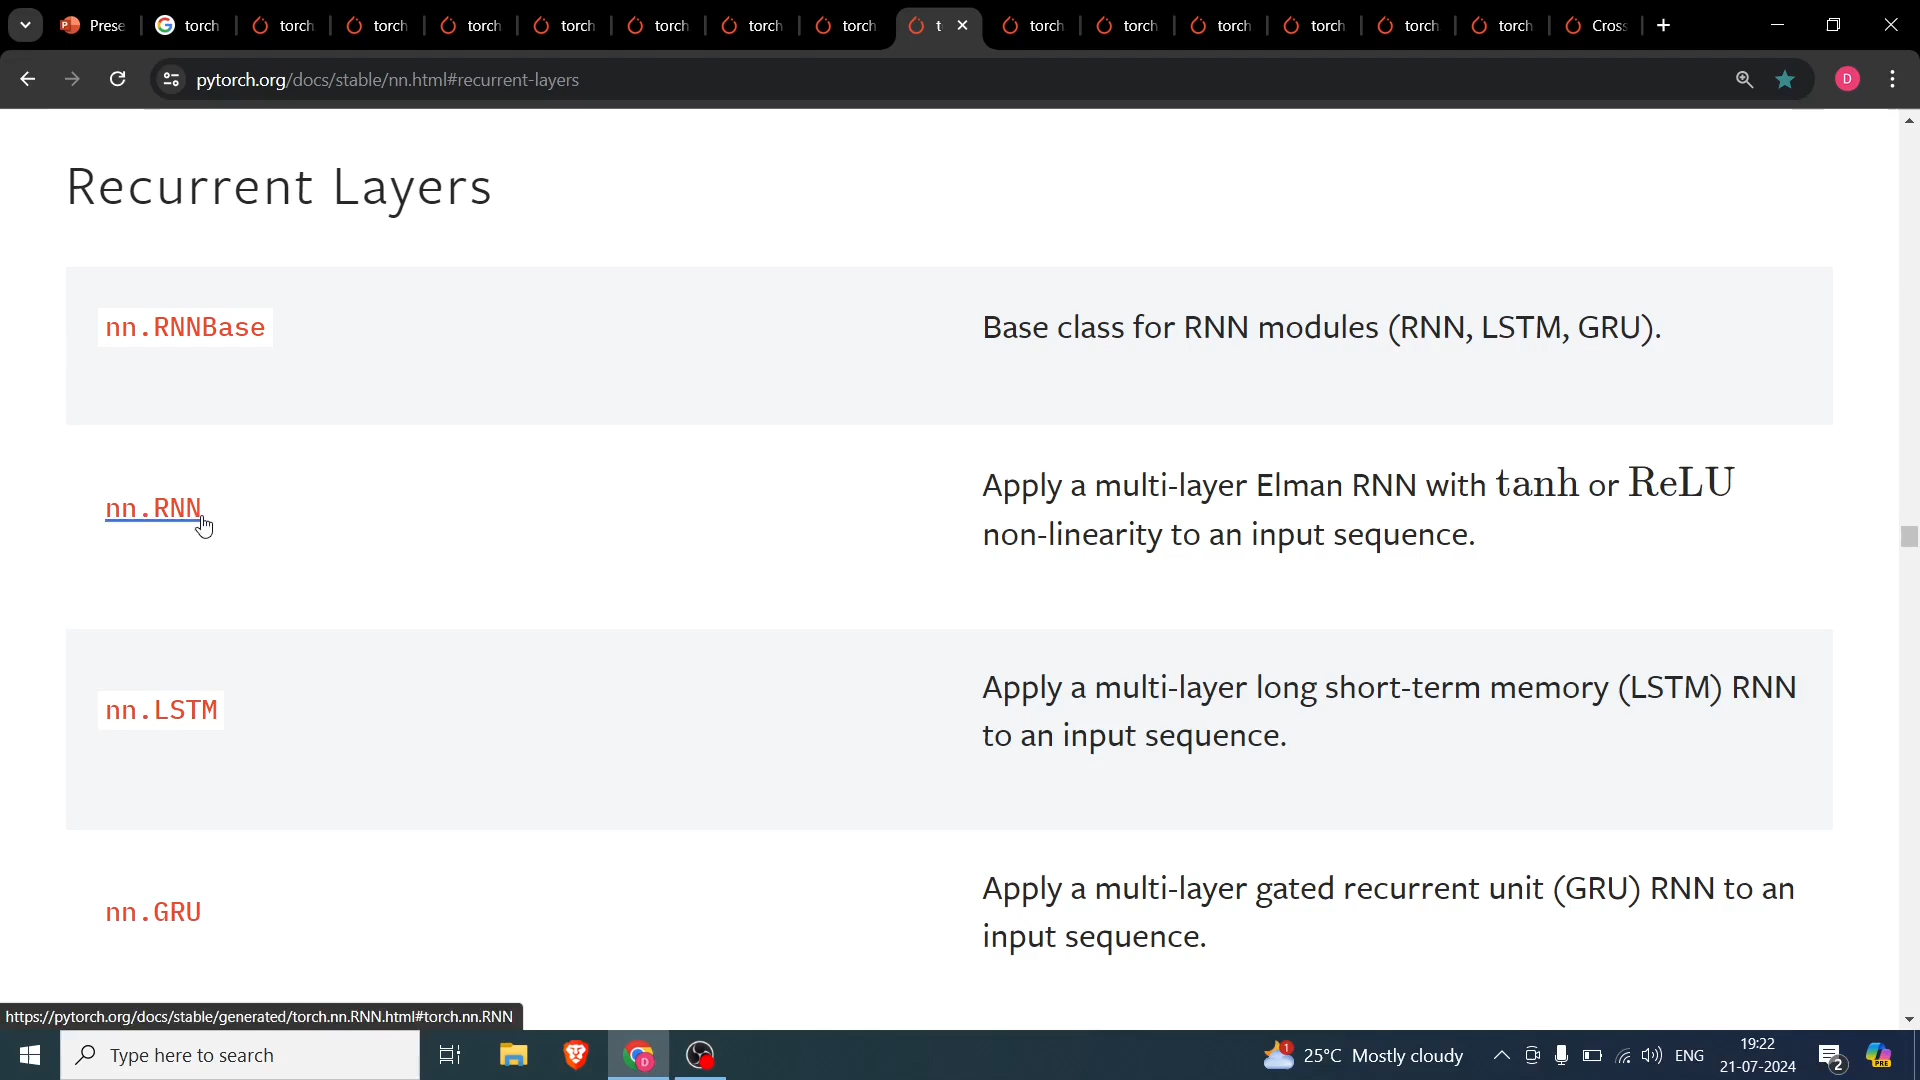 Prese torch torch torch torch torch torch torch torch t torch torch torch torch torch torch Cross
pytorch.org/docs/stable/nn.html#recurrent-layers
D
Recurrent Layers
nn.RNNBase
Base class for RNN modules (RNN, LSTM, GRU).
nn.RNN
Apply a multi-layer Elman RNN with tanh or ReLU
non-linearity to an input sequence.
nn.LSTM
Apply a multi-layer long short-term memory (LSTM) RNN
to an input sequence.
nn.GRU
Apply a multi-layer gated recurrent unit (GRU) RNN to an
input sequence.
https://pytorch.org/docs/stable/generated/torch.nn.RNN.html#torch.nn.RNN
Type here to search
1
25°C Mostly cloudy
ENG
19:22
21-07-2024
2
PRE